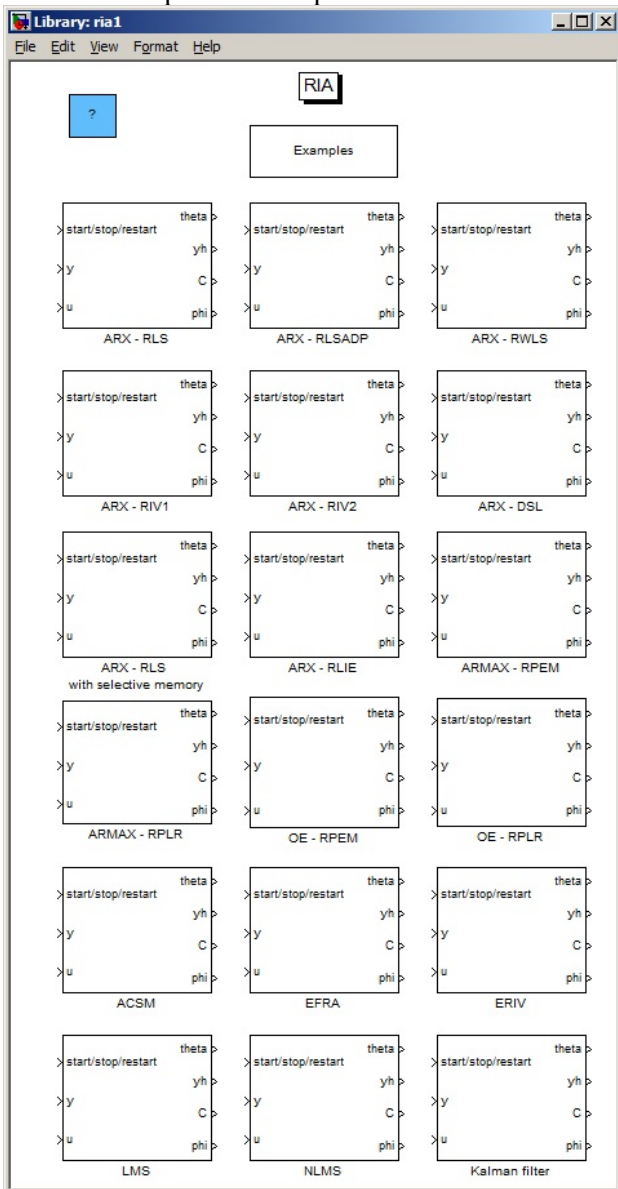 Library: ria1
File Edit View Format Help
RIA
?
Examples
start/stop/restart theta start/stop/restart theta start/stop/restart theta
yh yh yh
y y y
C C C
u phi u phi u phi
ARX - RLS ARX - RLSADP ARX - RWLS
start/stop/restart theta start/stop/restart theta start/stop/restart theta
yh yh yh
y y y
C C C
u phi u phi u phi
ARX - RIV1 ARX - RIV2 ARX - DSL
start/stop/restart theta start/stop/restart theta start/stop/restart theta
yh yh yh
y y y
C C C
u phi u phi u phi
ARX - RLS ARX - RLIE ARMAX - RPEM
with selective memory
start/stop/restart theta start/stop/restart theta start/stop/restart theta
yh yh yh
y y y
C C C
u phi u phi u phi
ARMAX - RPLR OE - RPEM OE - RPLR
start/stop/restart theta start/stop/restart theta start/stop/restart theta
yh yh yh
y y y
C C C
u phi u phi u phi
ACSM EFRA ERIV
start/stop/restart theta start/stop/restart theta start/stop/restart theta
yh yh yh
y y y
C C C
u phi u phi u phi
LMS NLMS Kalman filter